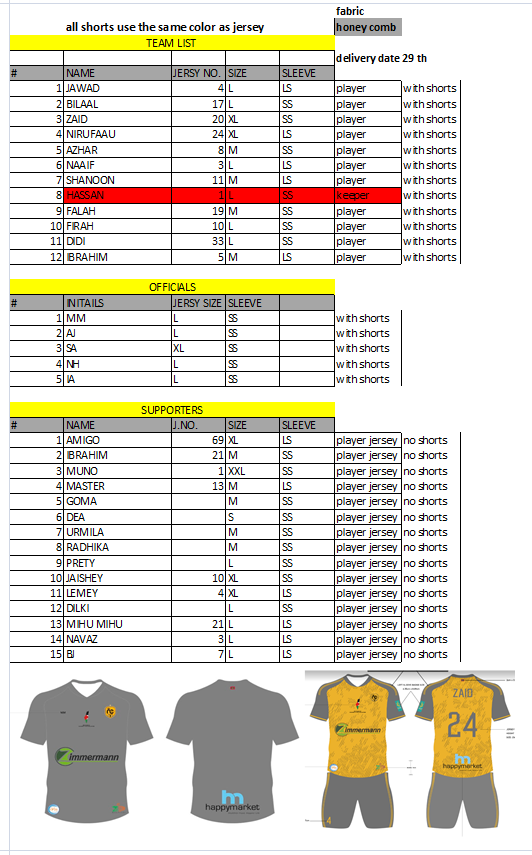 fabric
all shorts use the same color as jersey honey comb
TEAM LIST
delivery date 29 th
# NAME JERSY NO. SIZE SLEEVE
1 JAWAD 4 L LS player with shorts
2 BILAAL 17 L SS player with shorts
3 ZAID 20 XL SS player with shorts
4 NIRUFAAU 24 XL LS player with shorts
5 AZHAR 8 M SS player with shorts
6 NAAIF 3 L LS player with shorts
7 SHANOON 11 M LS player with shorts
8 HASSAN 1 L SS keeper with shorts
9 FALAH 19 M SS player with shorts
10 FIRAH 10 L SS player with shorts
11 DIDI 33 L SS player with shorts
12 IBRAHIM 5 M LS player with shorts
OFFICIALS
# INITAILS JERSY SIZE SLEEVE
1 MM L SS with shorts
2 AJ L SS with shorts
3 SA XL SS with shorts
4 NH L SS with shorts
5 IA L SS with shorts
SUPPORTERS
# NAME J.NO. SIZE SLEEVE
1 AMIGO 69 XL LS player jersey no shorts
2 IBRAHIM 21 M SS player jersey no shorts
3 MUNO 1 XXL SS player jersey no shorts
4 MASTER 13 M LS player jersey no shorts
5 GOMA M SS player jersey no shorts
6 DEA S SS player jersey no shorts
7 URMILA M SS player jersey no shorts
8 RADHIKA M SS player jersey no shorts
9 PRETY L SS player jersey no shorts
10 JAISHEY 10 XL SS player jersey no shorts
11 LEMEY 4 XL LS player jersey no shorts
12 DILKI L SS player jersey no shorts
13 MIHU MIHU 21 L LS player jersey no shorts
14 NAVAZ 3 L LS player jersey no shorts
15 BJ 7 L LS player jersey no shorts
ZAID
24
Zimmermann
Zimmermann
happymarket
happymarket
4